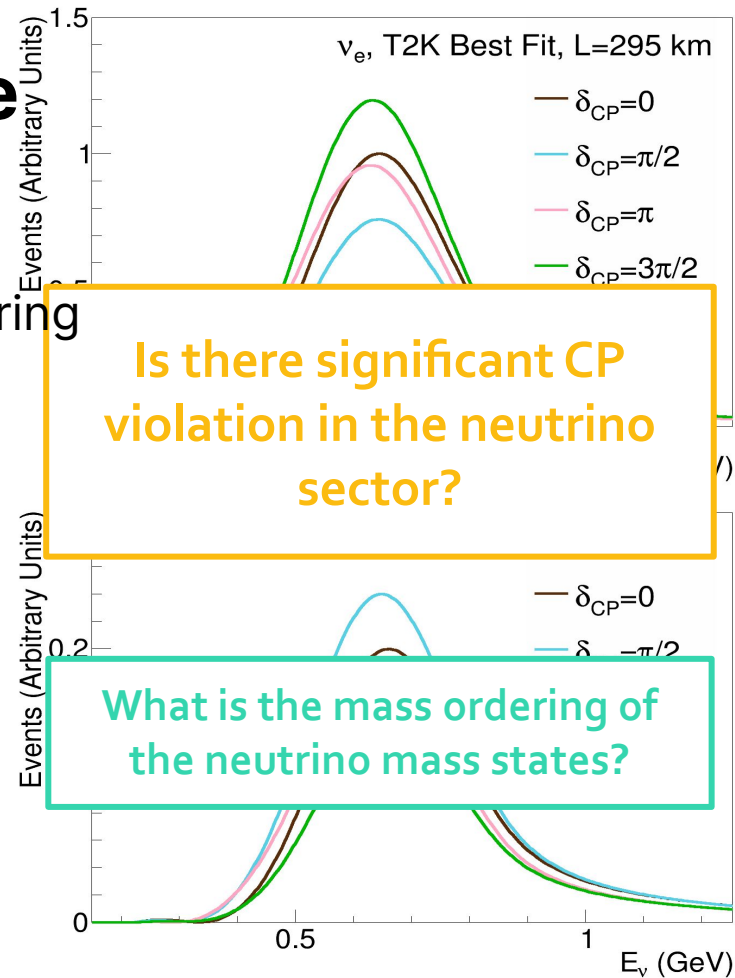 1.5
νe, T2K Best Fit, L=295 km
e
Events (Arbitrary Units)
δCP=0
1
δCP=π/2
δCP=π
δCP=3π/2
ring
Is there significant CP
violation in the neutrino
sector?
V)
Events (Arbitrary Units)
δCP=0
0.2
What is the mass ordering of
the neutrino mass states?
0
0.5
1
Eν (GeV)